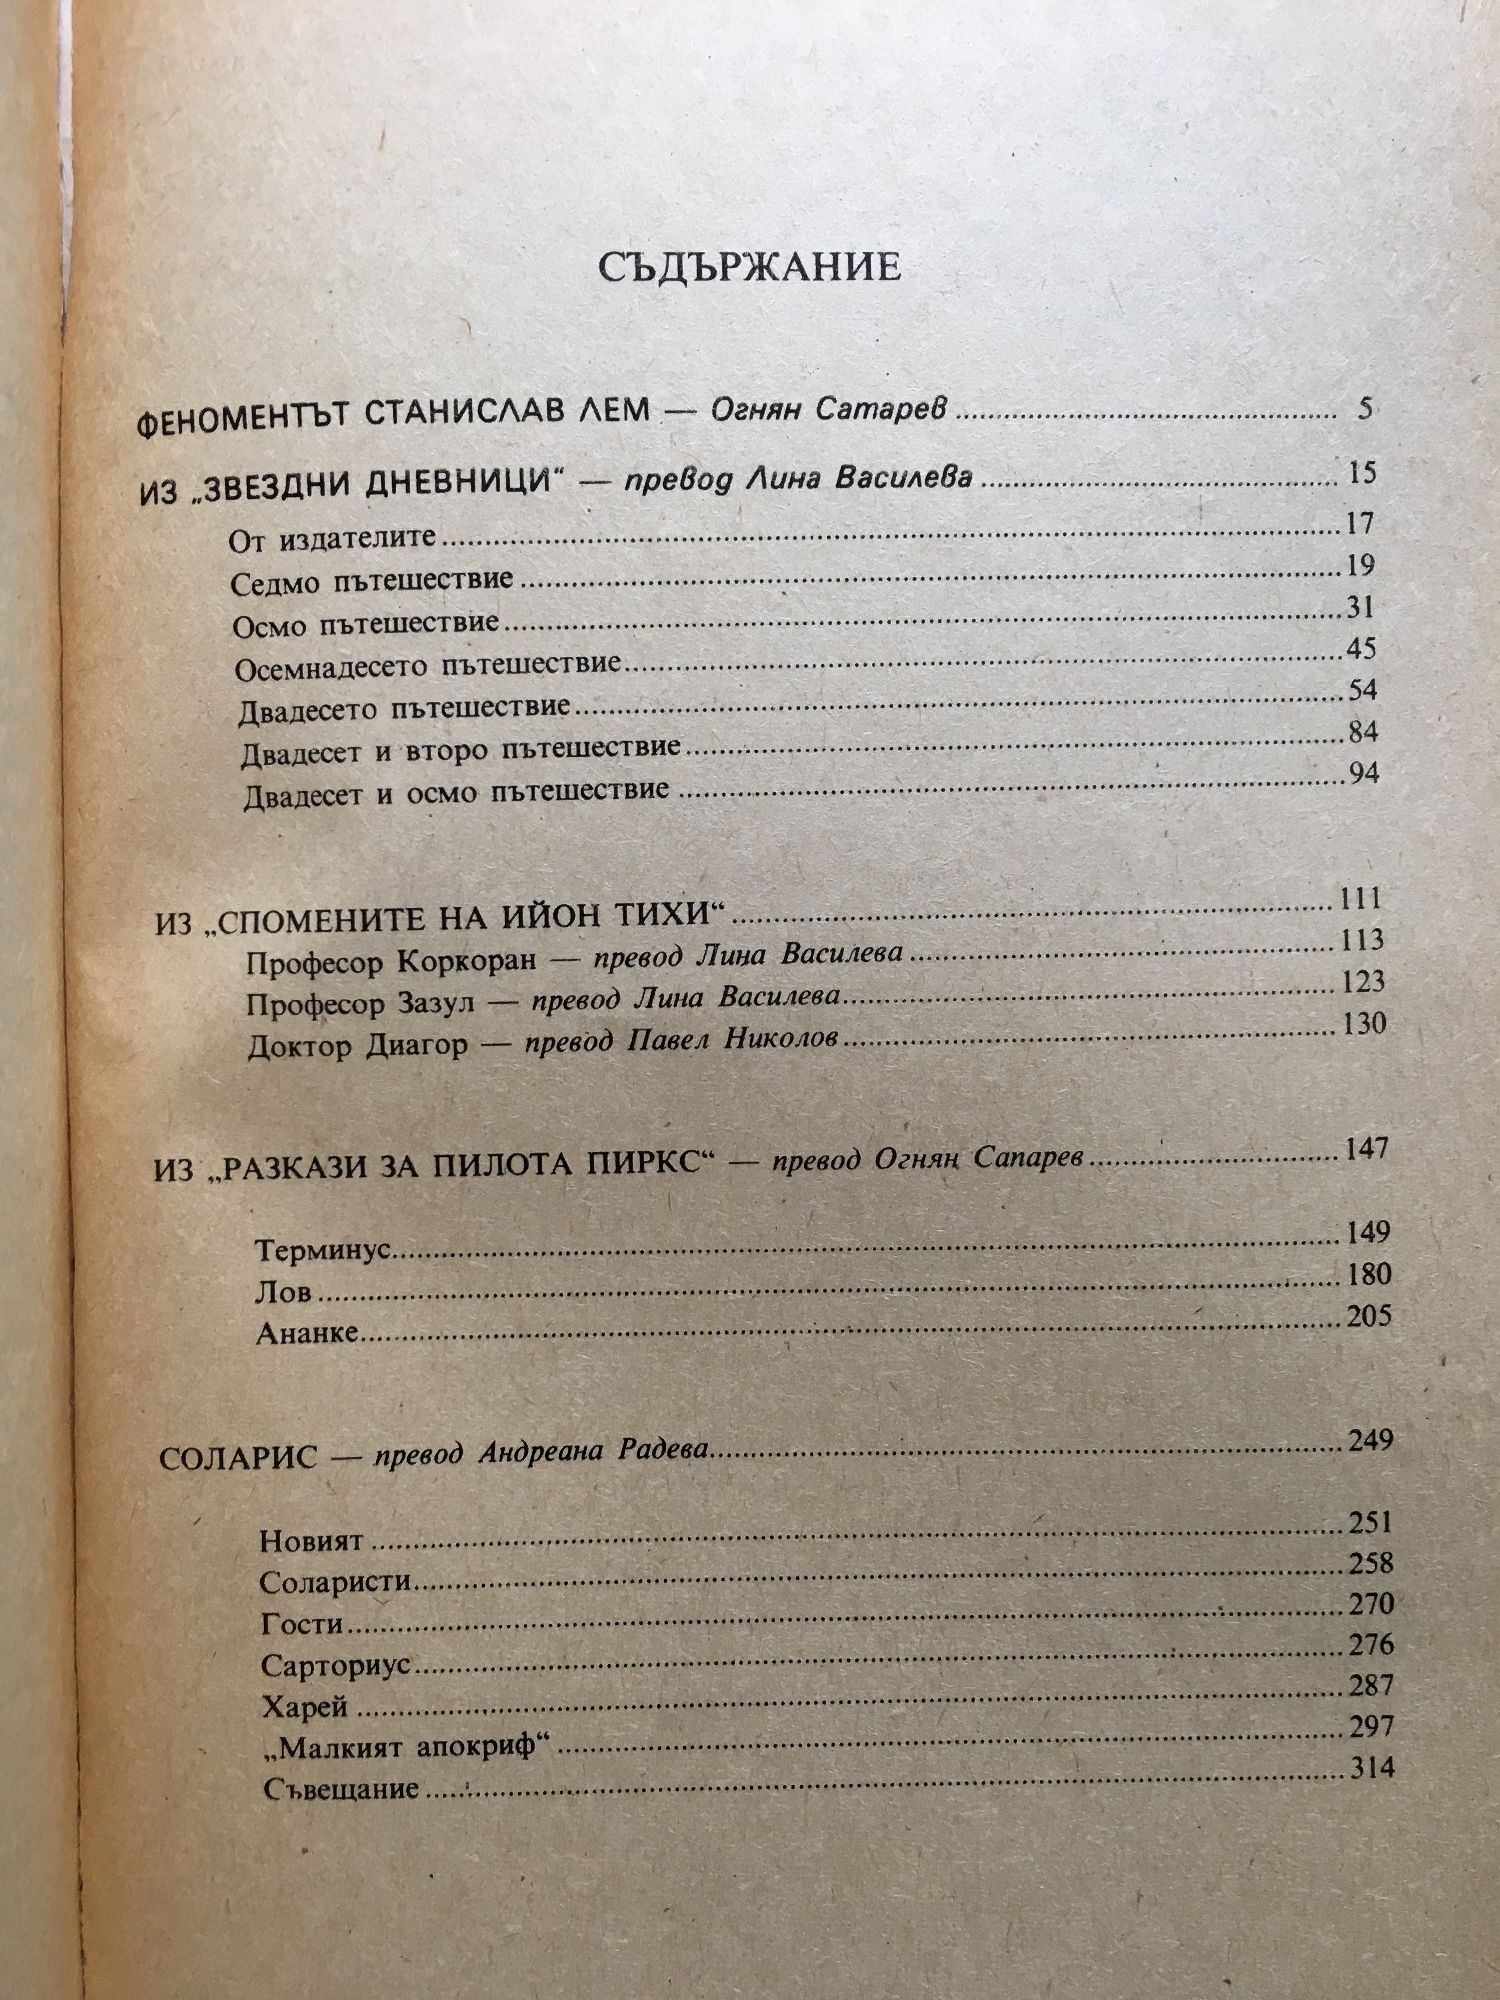 СЪДЪРЖАНИЕ
ФЕНОМЕНТЪТ СТАНИСЛАВ ЛЕМ — Огнян Сатарев 5
ИЗ „ЗВЕЗДНИ ДНЕВНИЦИ" — превод Лина Василева 15
От издателите 17
Седмо пътешествие 19
Осмо пътешествие 31
Осемнадесето пътешествие 45
Двадесето пътешествие 54
Двадесет и второ пътешествие 84
Двадесет и осмо пътешествие 94
ИЗ „СПОМЕНИТЕ НА ИЙОН ТИХИ“ 111
Професор Коркоран — превод Лина Василева 113
Професор Зазул — превод Лина Василева 123
Доктор Диагор — превод Павел Николов 130
ИЗ „РАЗКАЗИ ЗА ПИЛОТА ПИРКС“ — превод Огнян Сапарев 147
Терминус 149
Лов 180
Ананке 205
СОЛАРИС — превод Андреана Радева 249
Новият 251
Соларисти 258
Гости 270
Сарториус 276
Харей 287
„Малкият апокриф“ 297
Съвещание 314